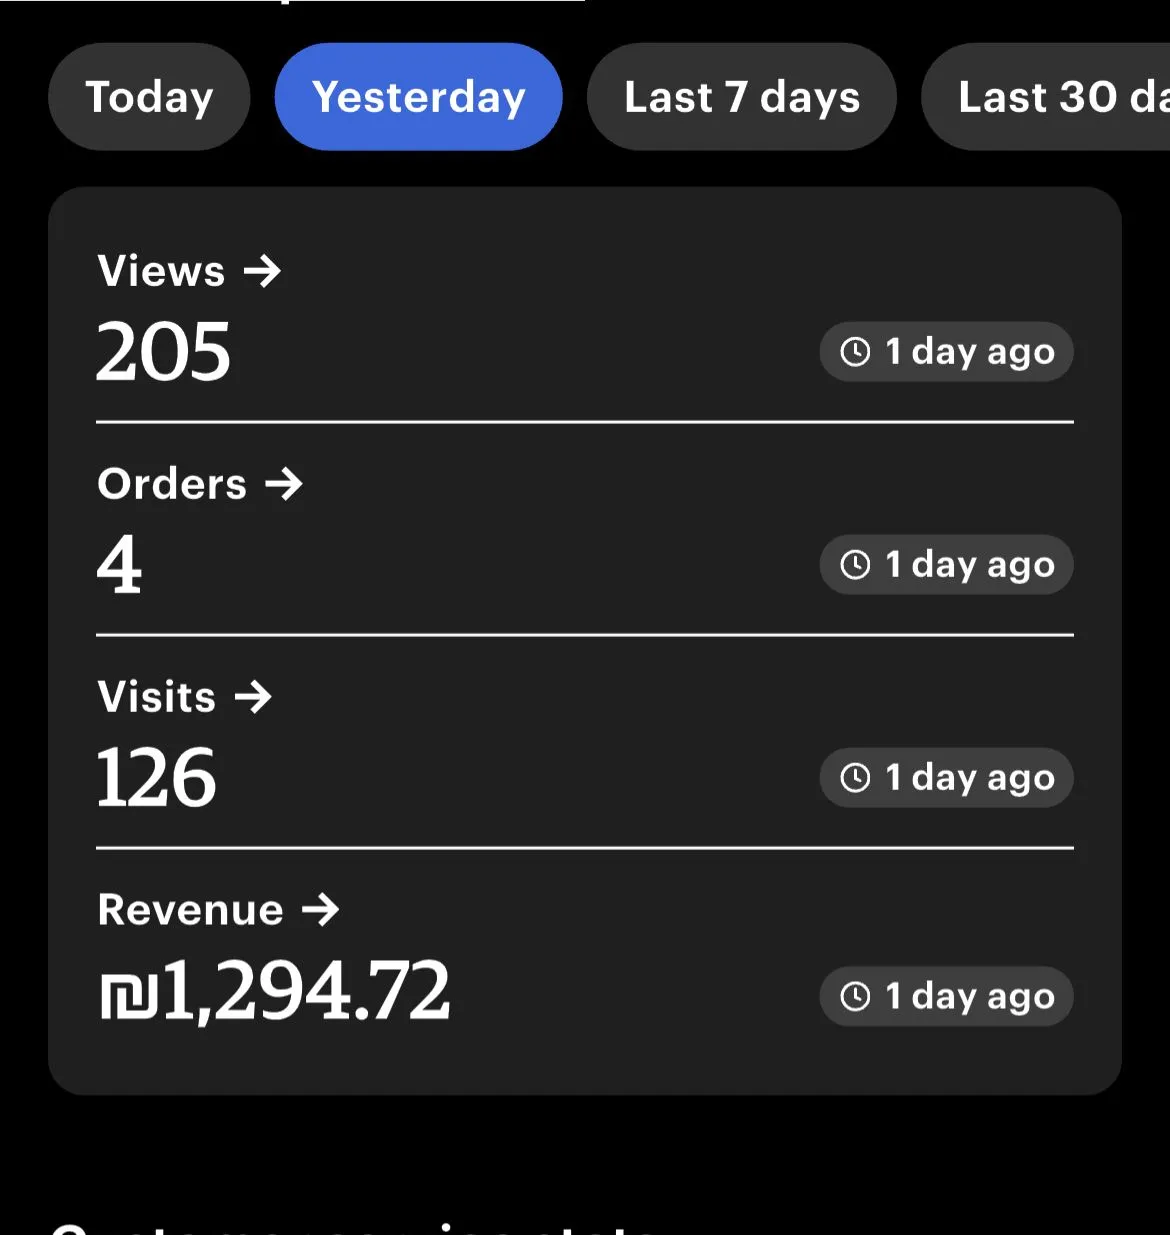 Today Yesterday Last 7 days Last 30 da
Views →
205 1 day ago
Orders →
4 1 day ago
Visits →
126 1 day ago
Revenue →
₪1,294.72 1 day ago